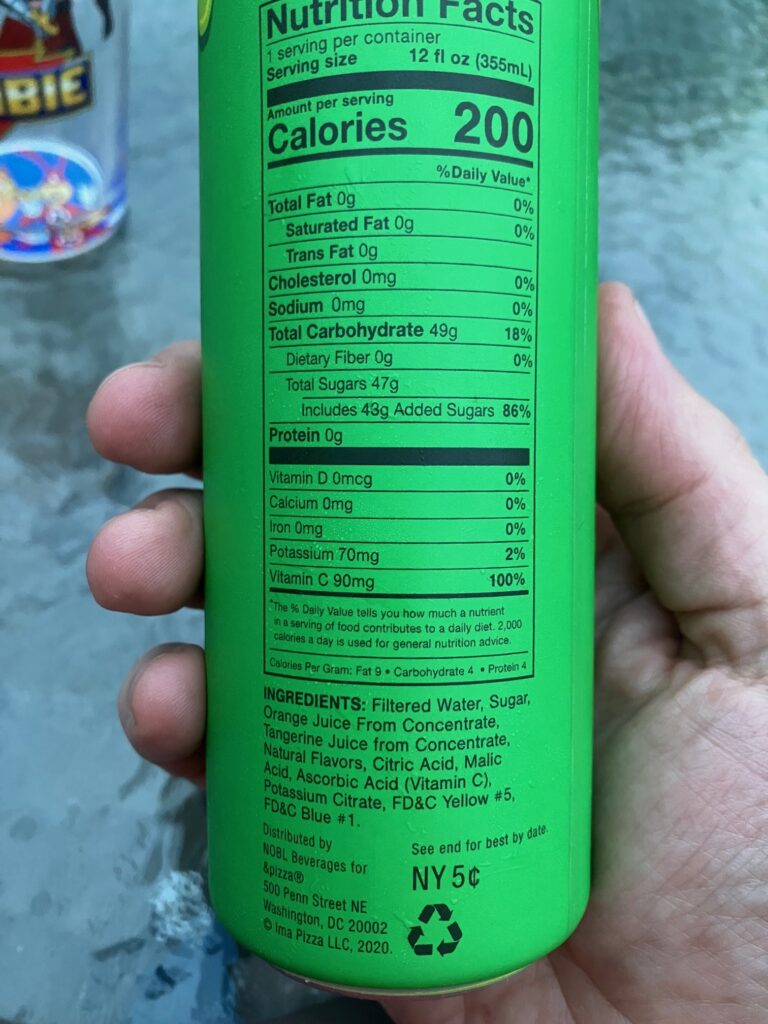 BIE
Nutrition Facts
1 serving per container
Serving size 12 fl oz (355mL)
Amount per serving
Calories 200
%Daily Value*
Total Fat 0g 0%
Saturated Fat 0g 0%
Trans Fat 0g
Cholesterol 0mg 0%
Sodium 0mg 0%
Total Carbohydrate 49g 18%
Dietary Fiber 0g 0%
Total Sugars 47g
Includes 43g Added Sugars 86%
Protein 0g
Vitamin D 0mcg 0%
Calcium 0mg 0%
Iron 0mg 0%
Potassium 70mg 2%
Vitamin C 90mg 100%
*The % Daily Value tells you how much a nutrient
in a serving of food contributes to a daily diet. 2,000
calories a day is used for general nutrition advice.
Calories Per Gram: Fat 9 • Carbohydrate 4 • Protein 4
INGREDIENTS: Filtered Water, Sugar,
Orange Juice From Concentrate,
Tangerine Juice from Concentrate,
Natural Flavors, Citric Acid, Malic
Acid, Ascorbic Acid (Vitamin C),
Potassium Citrate, FD&C Yellow #5,
FD&C Blue #1.
Distributed by
NOBL Beverages for
&pizza®
500 Penn Street NE
Washington, DC 20002
© Ima Pizza LLC, 2020.
See end for best by date.
NY 5¢